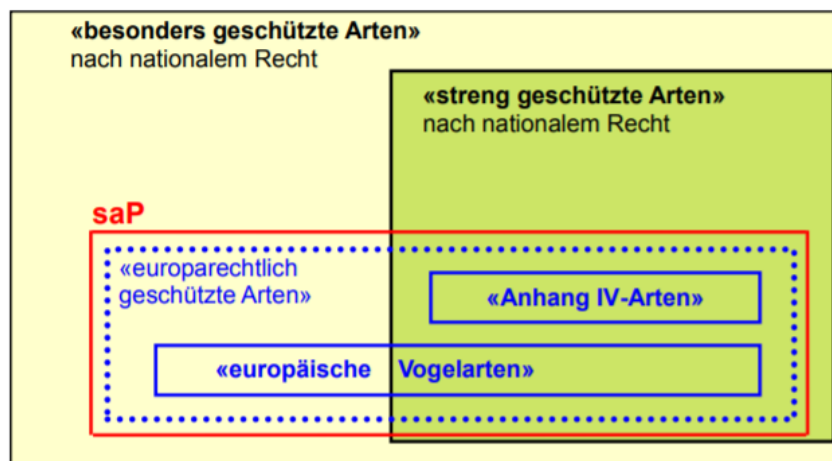 «besonders geschützte Arten»
nach nationalem Recht
«streng geschützte Arten»
nach nationalem Recht
saP
«europarechtlich
geschützte Arten»
«Anhang IV-Arten»
«europäische Vogelarten»